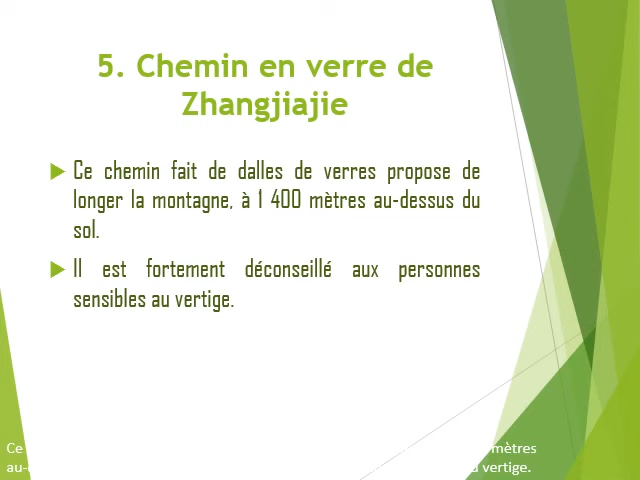 5. Chemin en verre de
Zhangjiajie
Ce chemin fait de dalles de verres propose de
longer la montagne, à 1 400 mètres au-dessus du
sol.
Il est fortement déconseillé aux personnes
sensibles au vertige.
Ce mètres
vertige.